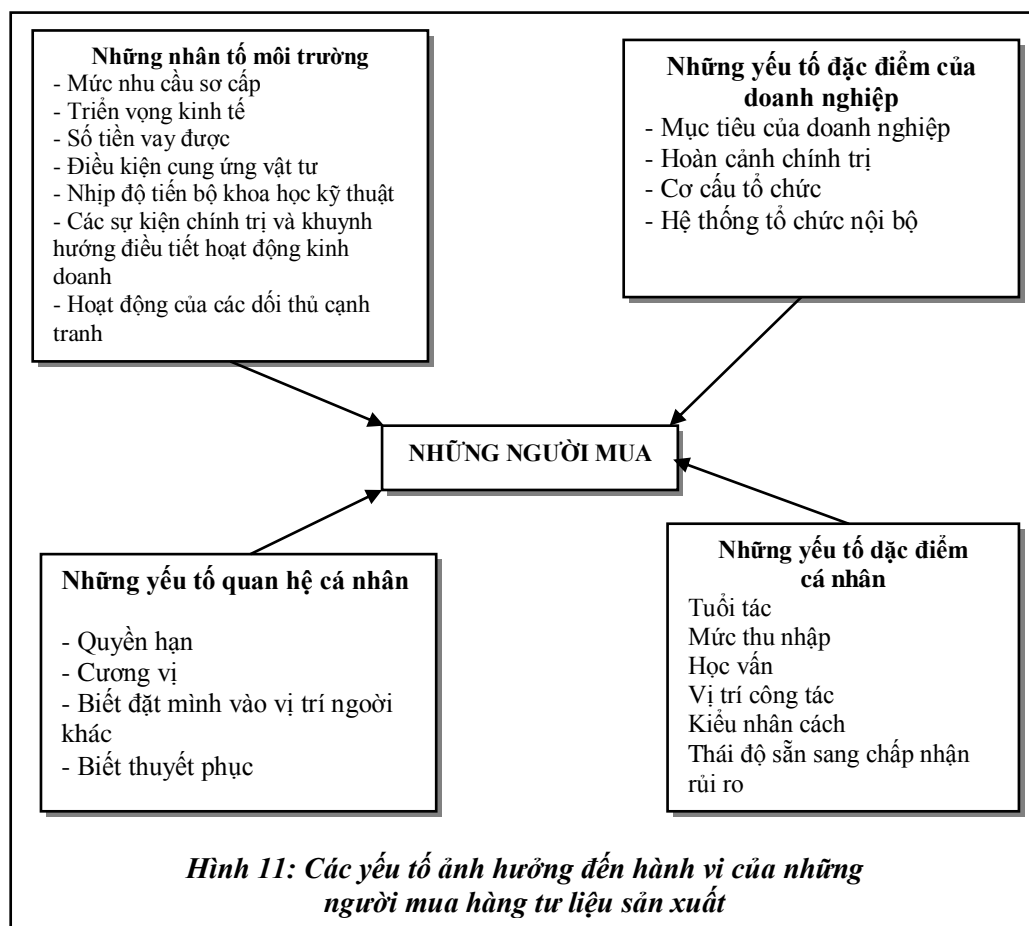 Những nhân tố môi trường
- Mức nhu cầu sơ cấp
- Triển vọng kinh tế
- Số tiền vay được
- Điều kiện cung ứng vật tư
- Nhịp độ tiến bộ khoa học kỹ thuật
- Các sự kiện chính trị và khuynh
hướng điều tiết hoạt động kinh
doanh
- Hoạt động của các dối thủ cạnh
tranh
Những yếu tố đặc điểm của
doanh nghiệp
- Mục tiêu của doanh nghiệp
- Hoàn cảnh chính trị
- Cơ cấu tổ chức
- Hệ thống tổ chức nội bộ
NHỮNG NGƯỜI MUA
Những yếu tố quan hệ cá nhân
- Quyền hạn
- Cương vị
- Biết đặt mình vào vị trí ngoời
khác
- Biết thuyết phục
Những yếu tố dặc điểm
cá nhân
Tuổi tác
Mức thu nhập
Học vấn
Vị trí công tác
Kiểu nhân cách
Thái độ sẵn sang chấp nhận
rủi ro
Hình 11: Các yếu tố ảnh hưởng đến hành vi của những
người mua hàng tư liệu sản xuất